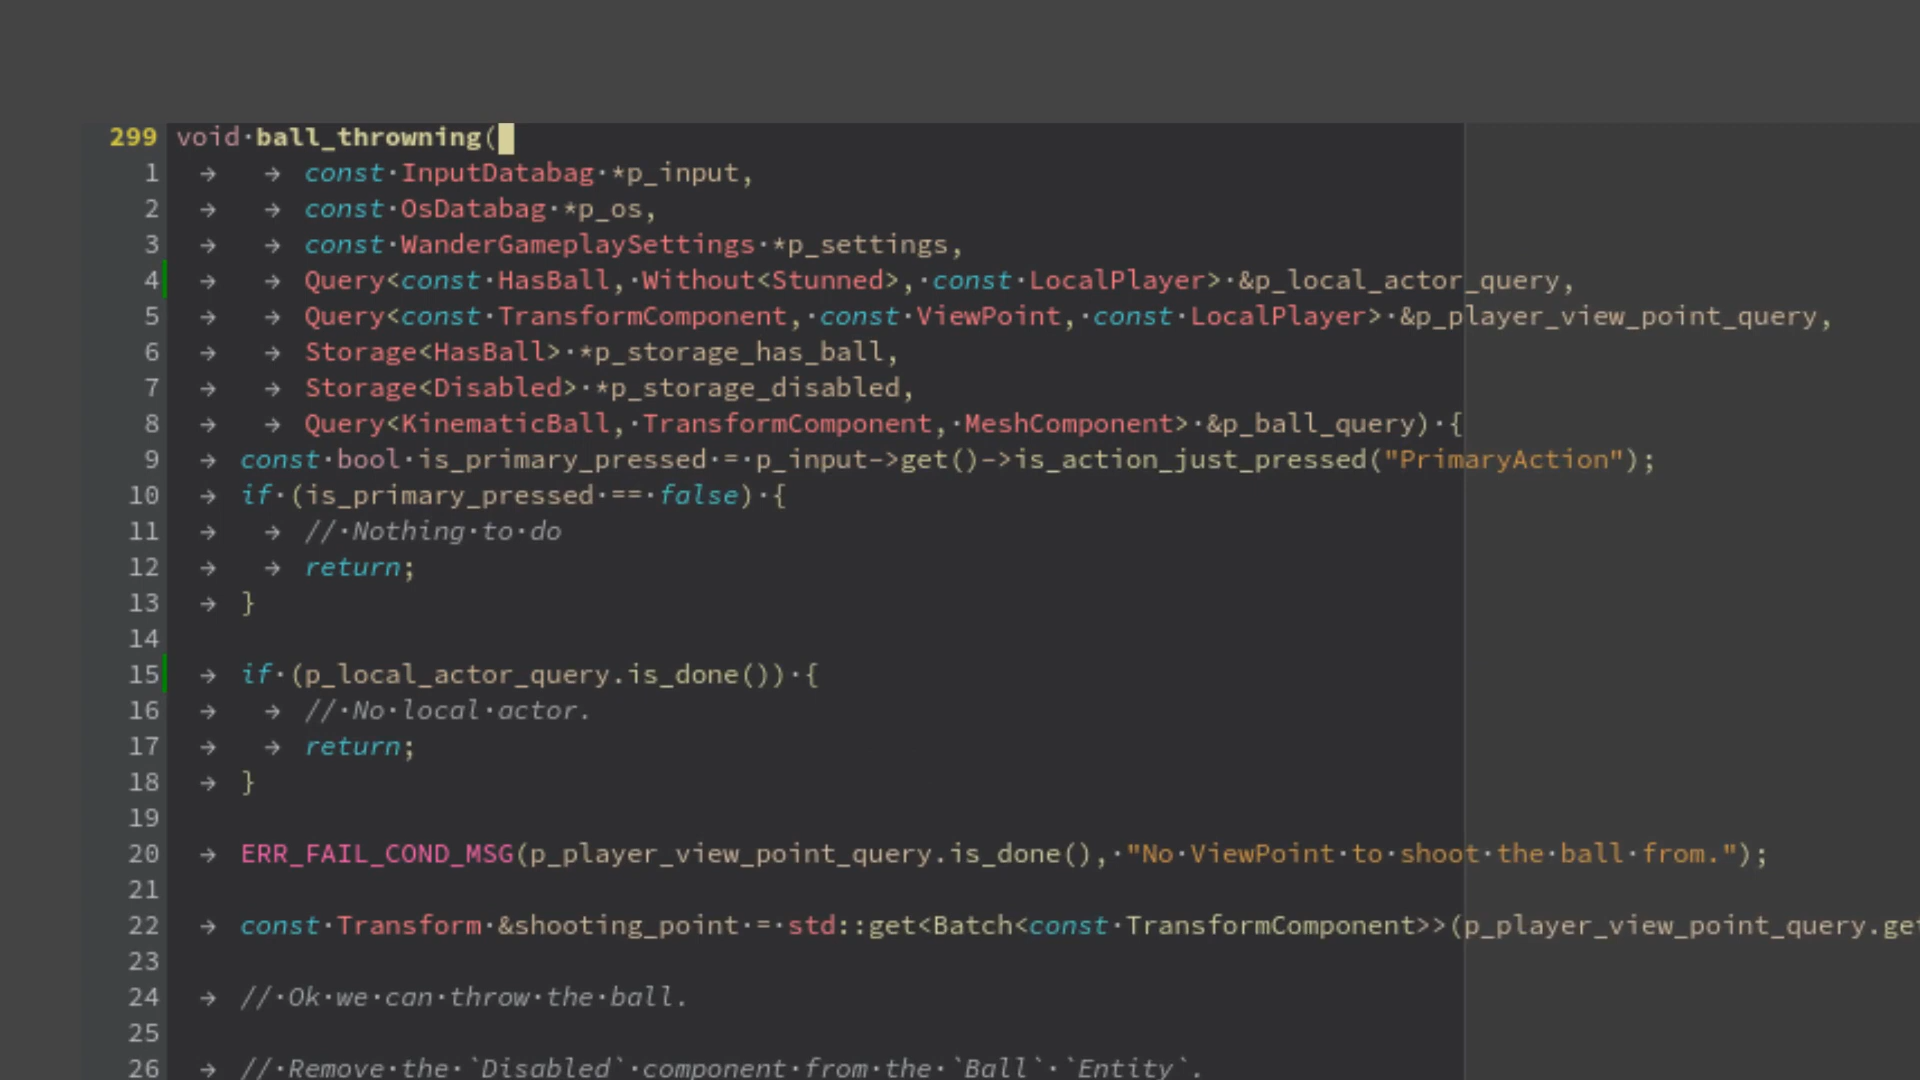 299 void·ball_throwning(
1 → → const·InputDatabag·*p_input,
2 → → const·OsDatabag·*p_os,
3 → → const·WanderGameplaySettings·*p_settings,
4 → → Query<const·HasBall,·Without<Stunned>,·const·LocalPlayer>·&p_local_actor_query,
5 → → Query<const·TransformComponent,·const·ViewPoint,·const·LocalPlayer>·&p_player_view_point_query,
6 → → Storage<HasBall>·*p_storage_has_ball,
7 → → Storage<Disabled>·*p_storage_disabled,
8 → → Query<KinematicBall,·TransformComponent,·MeshComponent>·&p_ball_query)·{
9 → const·bool·is_primary_pressed·=·p_input->get()->is_action_just_pressed("PrimaryAction");
10 → if·(is_primary_pressed·==·false)·{
11 → → //·Nothing·to·do
12 → → return;
13 → }
14
15 → if·(p_local_actor_query.is_done())·{
16 → → //·No·local·actor.
17 → → return;
18 → }
19
20 → ERR_FAIL_COND_MSG(p_player_view_point_query.is_done(),·"No·ViewPoint·to·shoot·the·ball·from.");
21
22 → const·Transform·&shooting_point·=·std::get<Batch<const·TransformComponent>>(p_player_view_point_query.get
23
24 → //·Ok·we·can·throw·the·ball.
25
26 → //·Remove·the·`Disabled`·component·from·the·`Ball`·`Entity`.